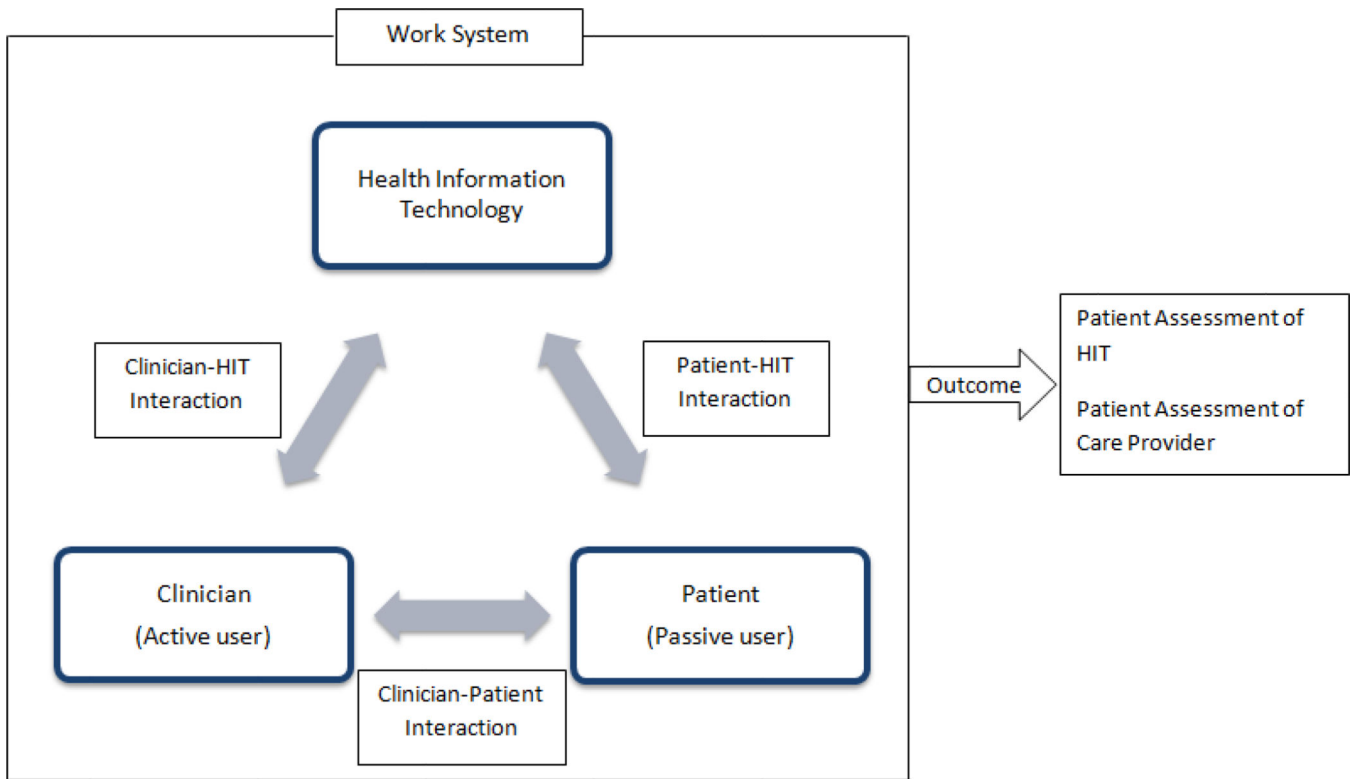 Work System
Health Information
Technology
Clinician-HIT
Interaction
Patient-HIT
Interaction
Outcome
Patient Assessment of
HIT
Patient Assessment of
Care Provider
Clinician
(Active user)
Patient
(Passive user)
Clinician-Patient
Interaction